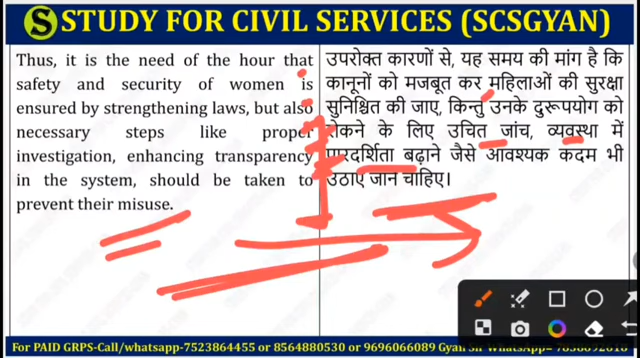 S STUDY FOR CIVIL SERVICES (SCSGYAN)
Thus, it is the need of the hour that
safety and security of women is
ensured by strengthening laws, but also
necessary steps like proper
investigation, enhancing transparency
in the system, should be taken to
prevent their misuse.
उपरोक्त कारणों से, यह समय की मांग है कि
कानूनों को मजबूत कर महिलाओं की सुरक्षा
सुनिश्चित की जाए, किन्तु उनके दुरूपयोग को
रोकने के लिए उचित जांच, व्यवस्था में
पारदर्शिता बढ़ाने जैसे आवश्यक कदम भी
उठाए जाने चाहिए।
For PAID GRPS-Call/whatsapp-7523864455 or 8564880530 or 9696066089 Gyan Sir